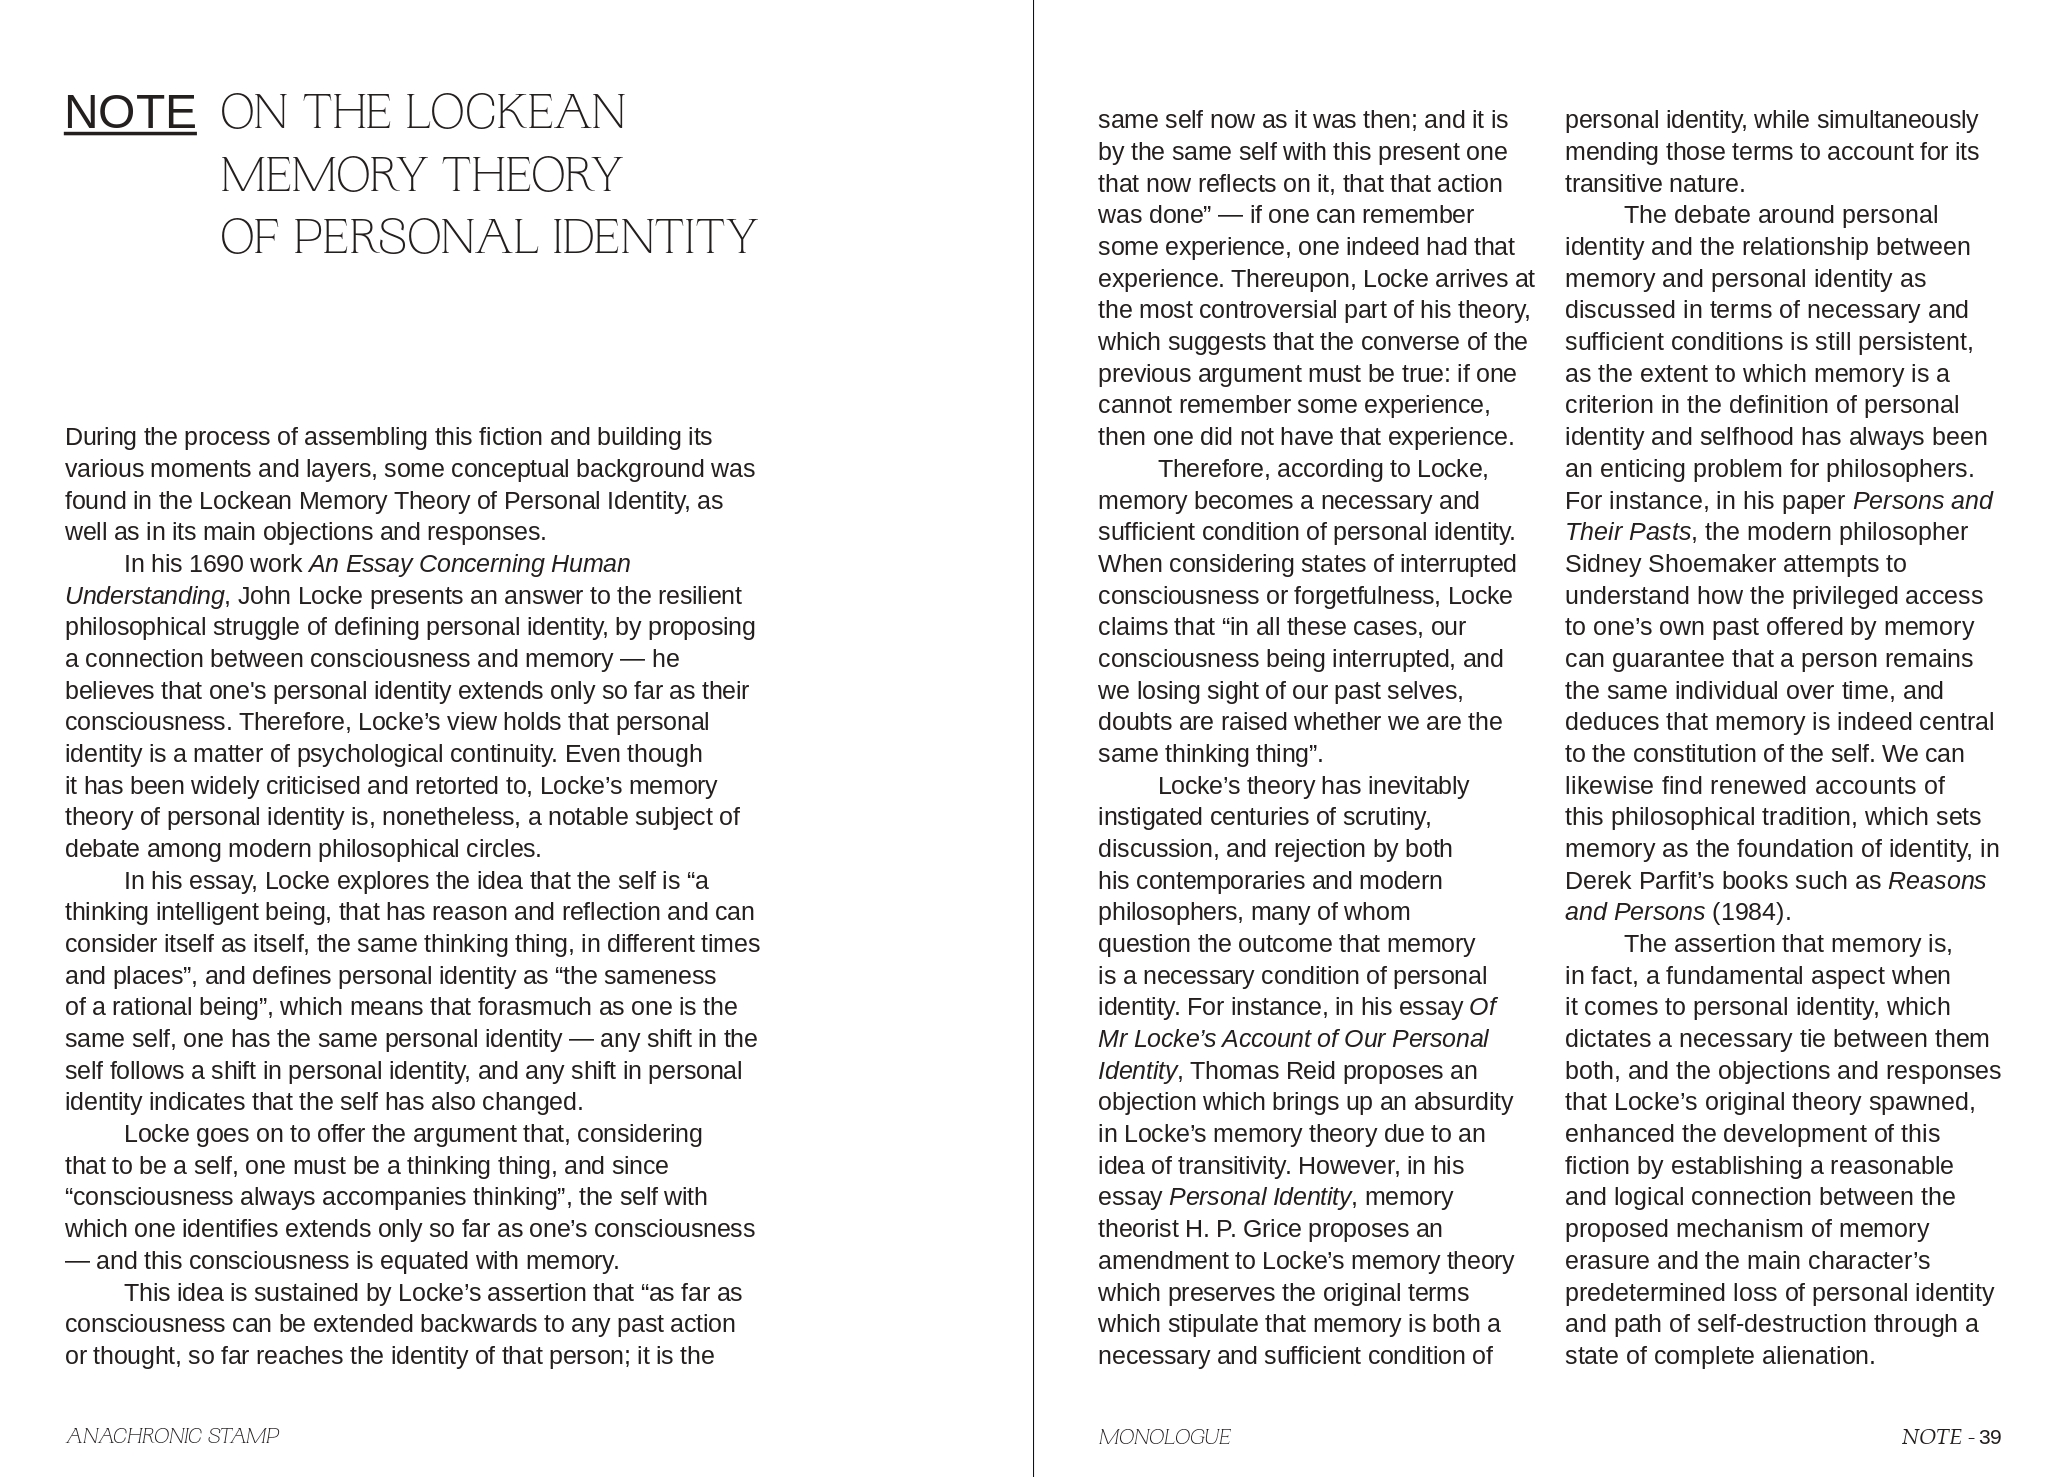 NOTE ON THE LOCKEAN
MEMORY THEORY
OF PERSONAL IDENTITY
During the process of assembling this fiction and building its
various moments and layers, some conceptual background was
found in the Lockean Memory Theory of Personal Identity, as
well as in its main objections and responses.
In his 1690 work An Essay Concerning Human
Understanding, John Locke presents an answer to the resilient
philosophical struggle of defining personal identity, by proposing
a connection between consciousness and memory — he
believes that one's personal identity extends only so far as their
consciousness. Therefore, Locke’s view holds that personal
identity is a matter of psychological continuity. Even though
it has been widely criticised and retorted to, Locke’s memory
theory of personal identity is, nonetheless, a notable subject of
debate among modern philosophical circles.
In his essay, Locke explores the idea that the self is “a
thinking intelligent being, that has reason and reflection and can
consider itself as itself, the same thinking thing, in different times
and places”, and defines personal identity as “the sameness
of a rational being”, which means that forasmuch as one is the
same self, one has the same personal identity — any shift in the
self follows a shift in personal identity, and any shift in personal
identity indicates that the self has also changed.
Locke goes on to offer the argument that, considering
that to be a self, one must be a thinking thing, and since
“consciousness always accompanies thinking”, the self with
which one identifies extends only so far as one’s consciousness
— and this consciousness is equated with memory.
This idea is sustained by Locke’s assertion that “as far as
consciousness can be extended backwards to any past action
or thought, so far reaches the identity of that person; it is the
ANACHRONIC STAMP
same self now as it was then; and it is
by the same self with this present one
that now reflects on it, that that action
was done” — if one can remember
some experience, one indeed had that
experience. Thereupon, Locke arrives at
the most controversial part of his theory,
which suggests that the converse of the
previous argument must be true: if one
cannot remember some experience,
then one did not have that experience.
Therefore, according to Locke,
memory becomes a necessary and
sufficient condition of personal identity.
When considering states of interrupted
consciousness or forgetfulness, Locke
claims that “in all these cases, our
consciousness being interrupted, and
we losing sight of our past selves,
doubts are raised whether we are the
same thinking thing”.
Locke’s theory has inevitably
instigated centuries of scrutiny,
discussion, and rejection by both
his contemporaries and modern
philosophers, many of whom
question the outcome that memory
is a necessary condition of personal
identity. For instance, in his essay Of
Mr Locke’s Account of Our Personal
Identity, Thomas Reid proposes an
objection which brings up an absurdity
in Locke’s memory theory due to an
idea of transitivity. However, in his
essay Personal Identity, memory
theorist H. P. Grice proposes an
amendment to Locke’s memory theory
which preserves the original terms
which stipulate that memory is both a
necessary and sufficient condition of
personal identity, while simultaneously
mending those terms to account for its
transitive nature.
The debate around personal
identity and the relationship between
memory and personal identity as
discussed in terms of necessary and
sufficient conditions is still persistent,
as the extent to which memory is a
criterion in the definition of personal
identity and selfhood has always been
an enticing problem for philosophers.
For instance, in his paper Persons and
Their Pasts, the modern philosopher
Sidney Shoemaker attempts to
understand how the privileged access
to one’s own past offered by memory
can guarantee that a person remains
the same individual over time, and
deduces that memory is indeed central
to the constitution of the self. We can
likewise find renewed accounts of
this philosophical tradition, which sets
memory as the foundation of identity, in
Derek Parfit’s books such as Reasons
and Persons (1984).
The assertion that memory is,
in fact, a fundamental aspect when
it comes to personal identity, which
dictates a necessary tie between them
both, and the objections and responses
that Locke’s original theory spawned,
enhanced the development of this
fiction by establishing a reasonable
and logical connection between the
proposed mechanism of memory
erasure and the main character’s
predetermined loss of personal identity
and path of self-destruction through a
state of complete alienation.
MONOLOGUE
NOTE - 39